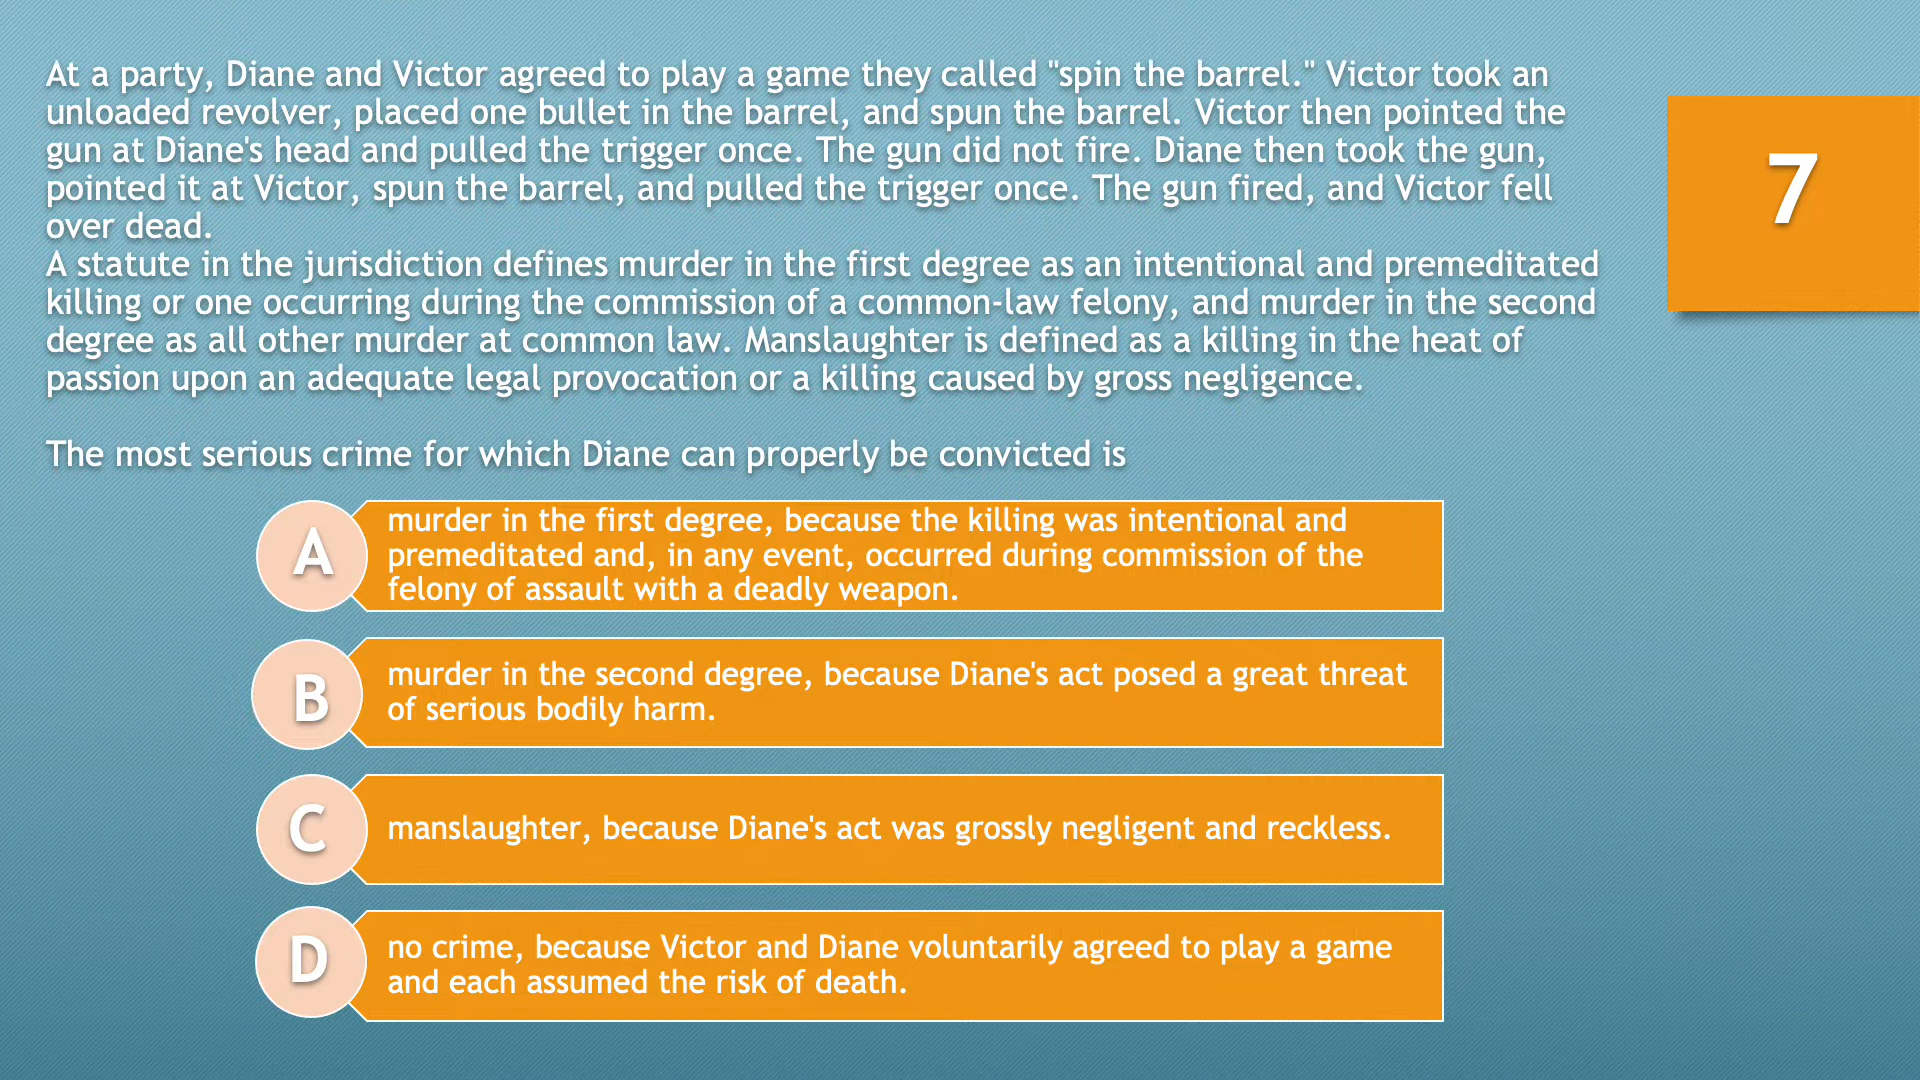 At a party, Diane and Victor agreed to play a game they called "spin the barrel." Victor took an
unloaded revolver, placed one bullet in the barrel, and spun the barrel. Victor then pointed the
gun at Diane's head and pulled the trigger once. The gun did not fire. Diane then took the gun,
pointed it at Victor, spun the barrel, and pulled the trigger once. The gun fired, and Victor fell
over dead.
A statute in the jurisdiction defines murder in the first degree as an intentional and premeditated
killing or one occurring during the commission of a common-law felony, and murder in the second
degree as all other murder at common law. Manslaughter is defined as a killing in the heat of
passion upon an adequate legal provocation or a killing caused by gross negligence.
The most serious crime for which Diane can properly be convicted is
7
A
murder in the first degree, because the killing was intentional and
premeditated and, in any event, occurred during commission of the
felony of assault with a deadly weapon.
B
murder in the second degree, because Diane's act posed a great threat
of serious bodily harm.
C
manslaughter, because Diane's act was grossly negligent and reckless.
D
no crime, because Victor and Diane voluntarily agreed to play a game
and each assumed the risk of death.